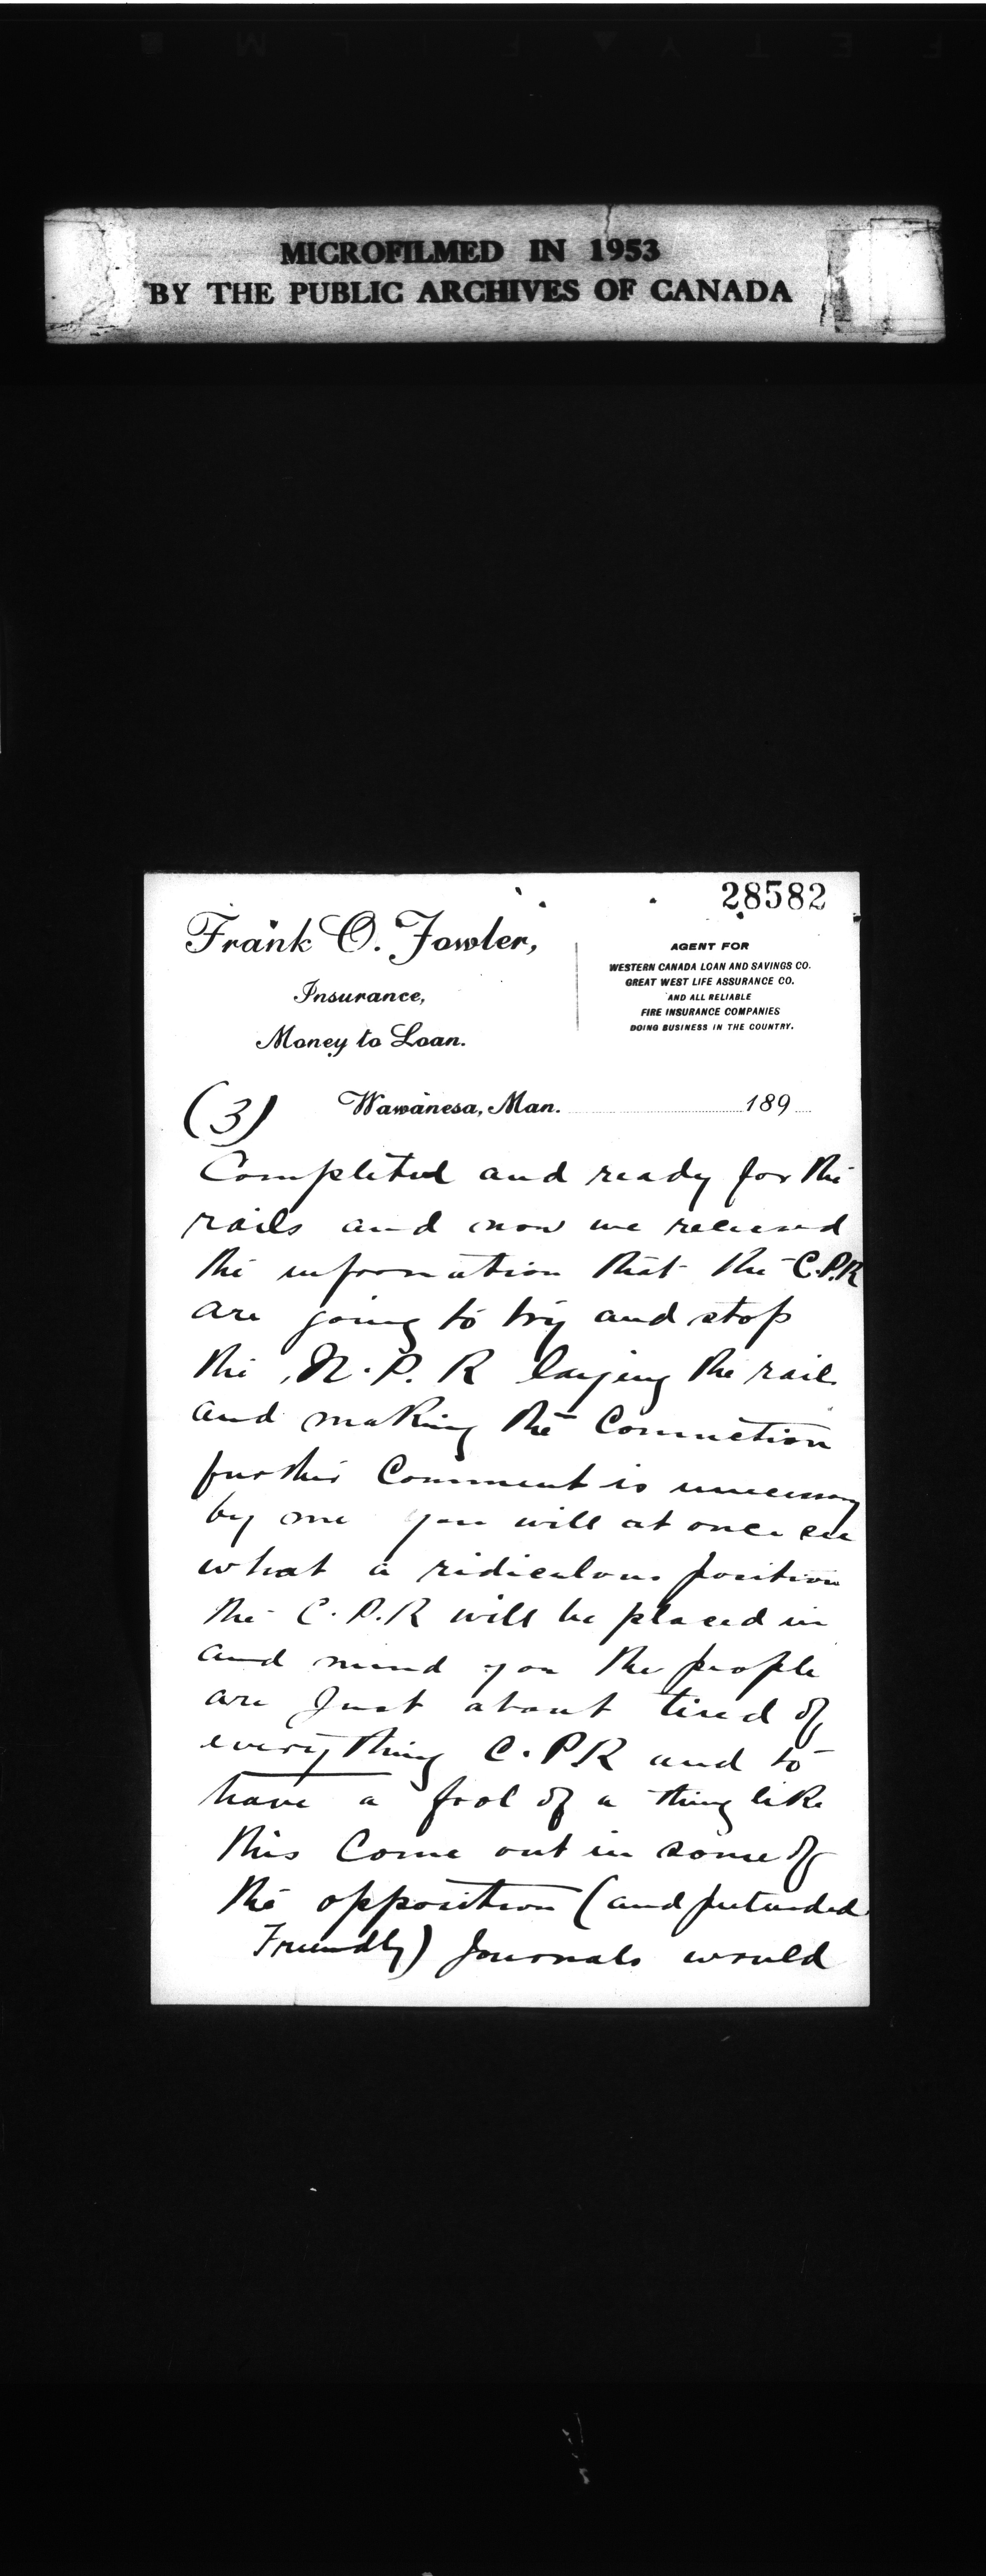 MICROFILMED IN 1953
BY THE PUBLIC ARCHIVES OF CANADA
28582
Frank O. Fowler,
Insurance,
Money to Loan.
AGENT FOR
WESTERN CANADA LOAN AND SAVINGS CO.
GREAT WEST LIFE ASSURANCE CO.
AND ALL RELIABLE
FIRE INSURANCE COMPANIES
DOING BUSINESS IN THE COUNTRY.
(3)
Wawanesa, Man. 189
Completed and ready for the
rails and now we received
the information that the C.P.R
are going to try and stop
the N.P.R laying the rail
and making the Connection
further Comment is unnecessary
by me you will at once see
what a ridiculous position
the C.P.R will be placed in
and mind you the people
are Just about tired of
everything C.P.R and to
have a fool of a thing like
this Come out in some of
the opposition (and pretended
Friendly) Journals would